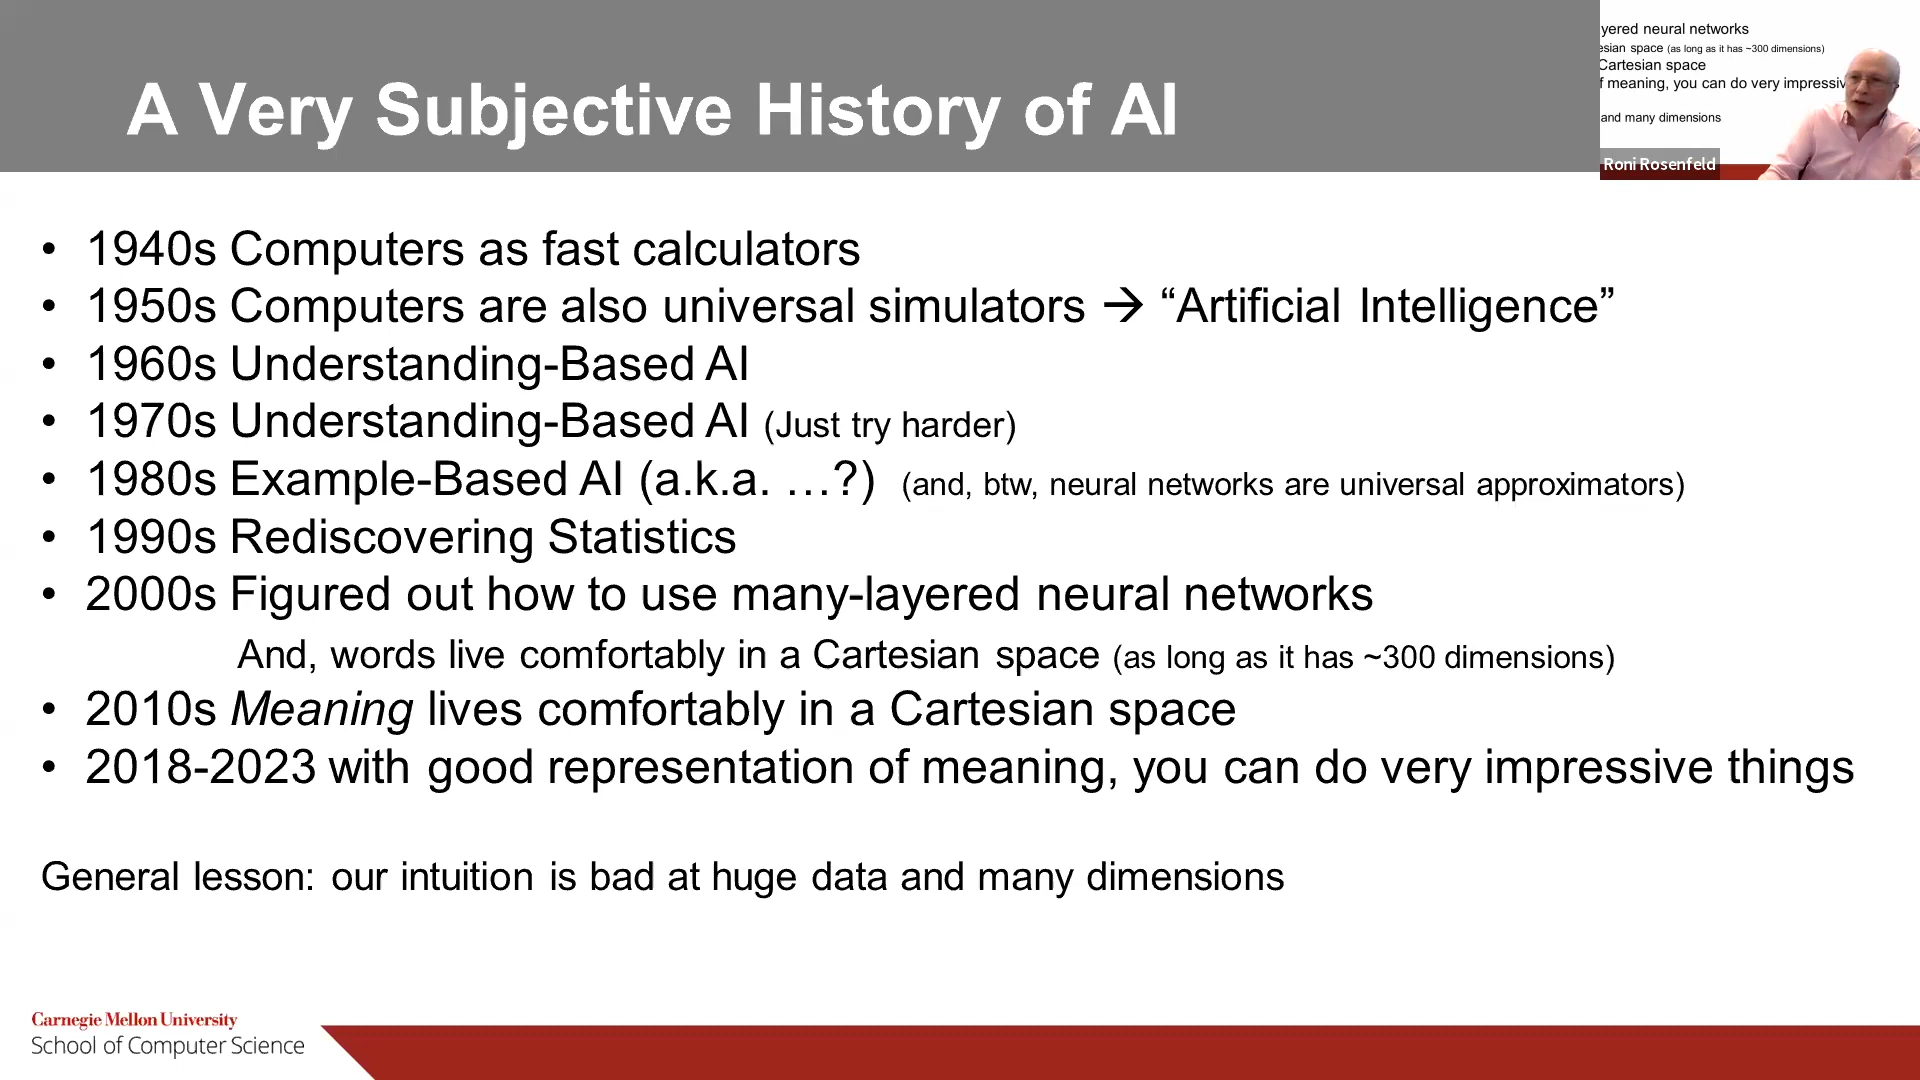 A Very Subjective History of AI
yered neural networks
esian space (as long as it has ~300 dimensions)
Cartesian space
f meaning, you can do very impressiv
and many dimensions
Roni Rosenfeld
• 1940s Computers as fast calculators
• 1950s Computers are also universal simulators → “Artificial Intelligence”
• 1960s Understanding-Based AI
• 1970s Understanding-Based AI (Just try harder)
• 1980s Example-Based AI (a.k.a. …?) (and, btw, neural networks are universal approximators)
• 1990s Rediscovering Statistics
• 2000s Figured out how to use many-layered neural networks
And, words live comfortably in a Cartesian space (as long as it has ~300 dimensions)
• 2010s Meaning lives comfortably in a Cartesian space
• 2018-2023 with good representation of meaning, you can do very impressive things
General lesson: our intuition is bad at huge data and many dimensions
Carnegie Mellon University
School of Computer Science